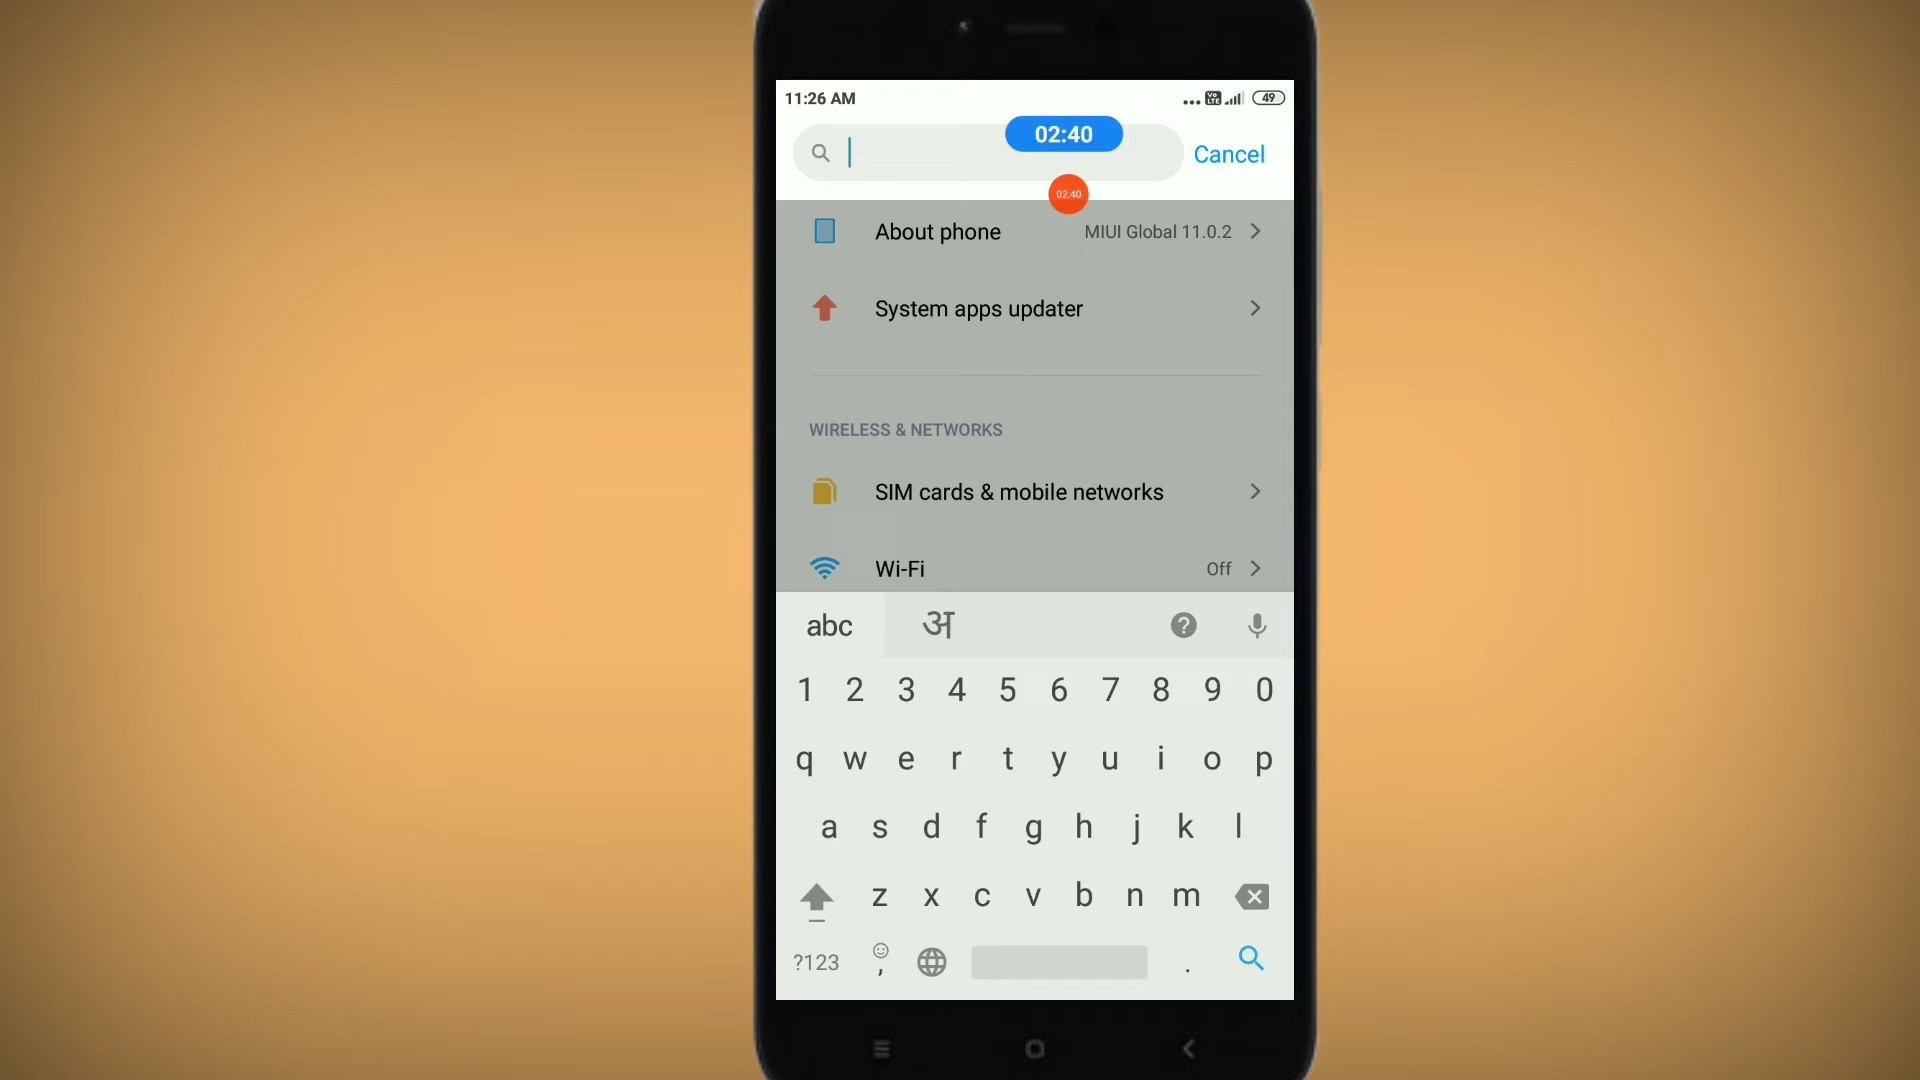 11:26 AM
VoLTE 49
02:40
Cancel
02:40
About phone MIUI Global 11.0.2
System apps updater
WIRELESS & NETWORKS
SIM cards & mobile networks
Wi-Fi Off
abc अ ?
1 2 3 4 5 6 7 8 9 0
q w e r t y u i o p
a s d f g h j k l
z x c v b n m
?123 , .